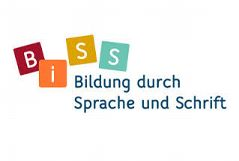 BiSS
Bildung durch
Sprache und Schrift